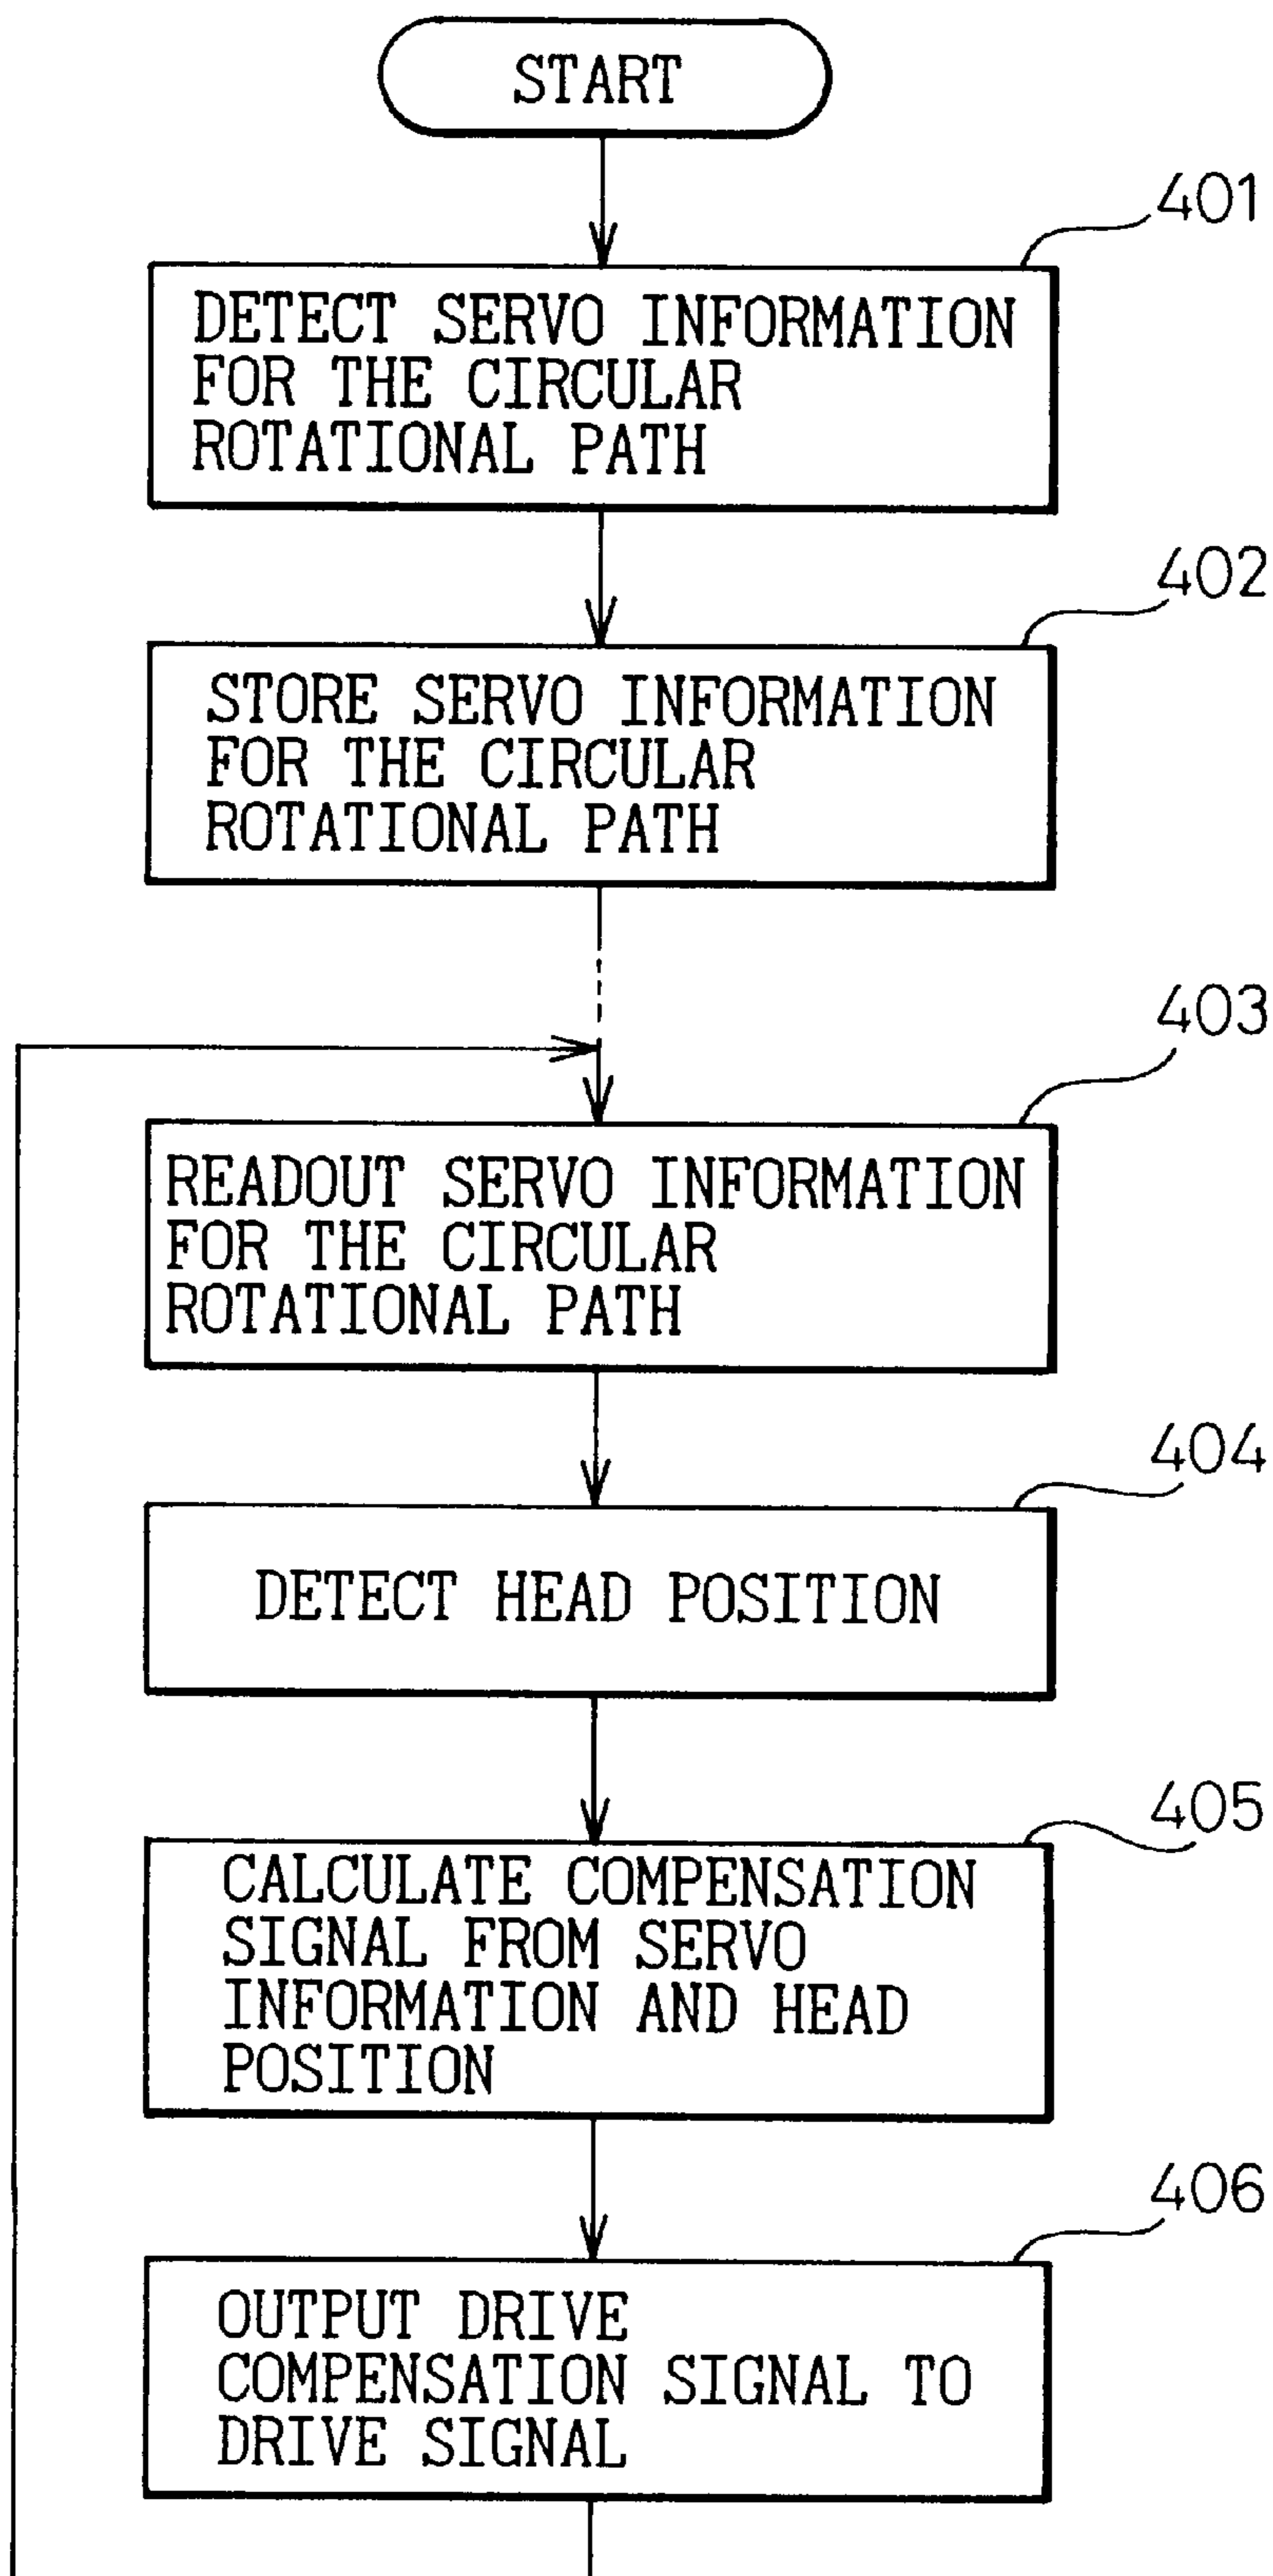 START
401
DETECT SERVO INFORMATION
FOR THE CIRCULAR
ROTATIONAL PATH
402
STORE SERVO INFORMATION
FOR THE CIRCULAR
ROTATIONAL PATH
403
READOUT SERVO INFORMATION
FOR THE CIRCULAR
ROTATIONAL PATH
404
DETECT HEAD POSITION
405
CALCULATE COMPENSATION
SIGNAL FROM SERVO
INFORMATION AND HEAD
POSITION
406
OUTPUT DRIVE
COMPENSATION SIGNAL TO
DRIVE SIGNAL